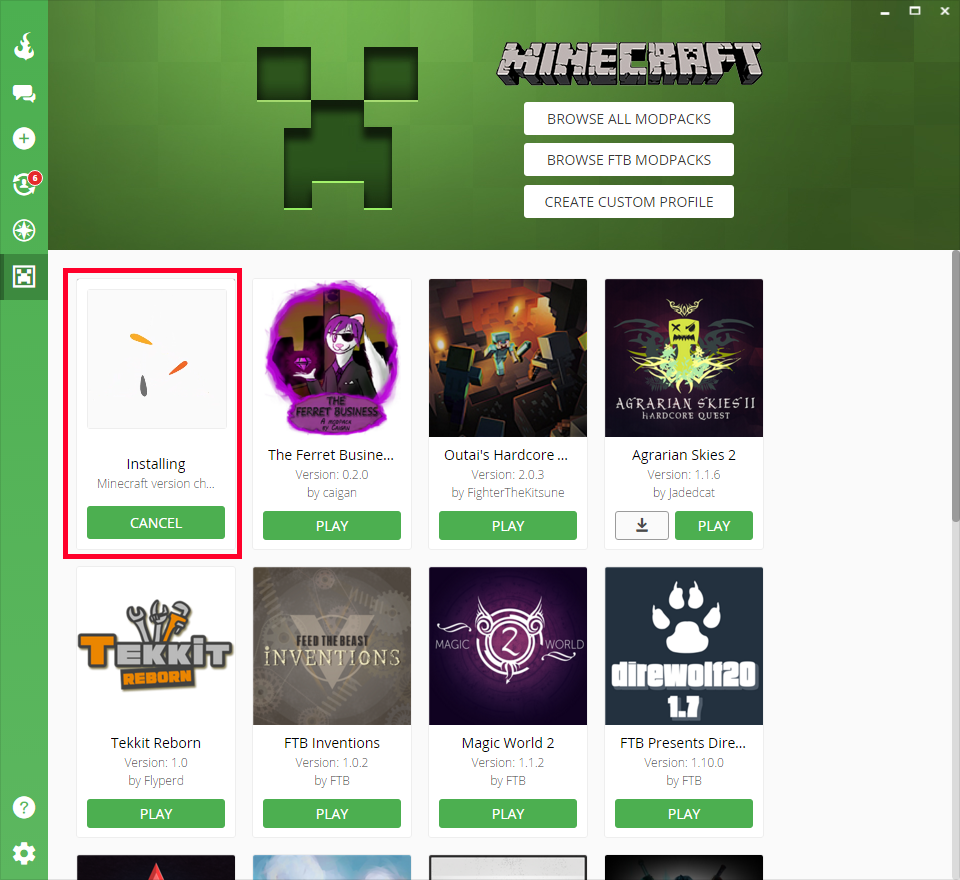 MINECRAFT
BROWSE ALL MODPACKS
BROWSE FTB MODPACKS
CREATE CUSTOM PROFILE
6
Installing
Minecraft version ch...
CANCEL
THE
FERRET BUSINESS
A MODPACK
BY CAIGAN
The Ferret Busine...
Version: 0.2.0
by caigan
PLAY
Outai's Hardcore ...
Version: 2.0.3
by FighterTheKitsune
PLAY
AGRARIAN SKIES II
HARDCORE QUEST
Agrarian Skies 2
Version: 1.1.6
by Jadedcat
PLAY
TEKKIT
REBORN
Tekkit Reborn
Version: 1.0
by Flyperd
PLAY
FEED THE BEAST
INVENTIONS
FTB Inventions
Version: 1.0.2
by FTB
PLAY
MAGIC 2 WORLD
Magic World 2
Version: 1.1.2
by FTB
PLAY
direwolf20
1.7
FTB Presents Dire...
Version: 1.10.0
by FTB
PLAY
?